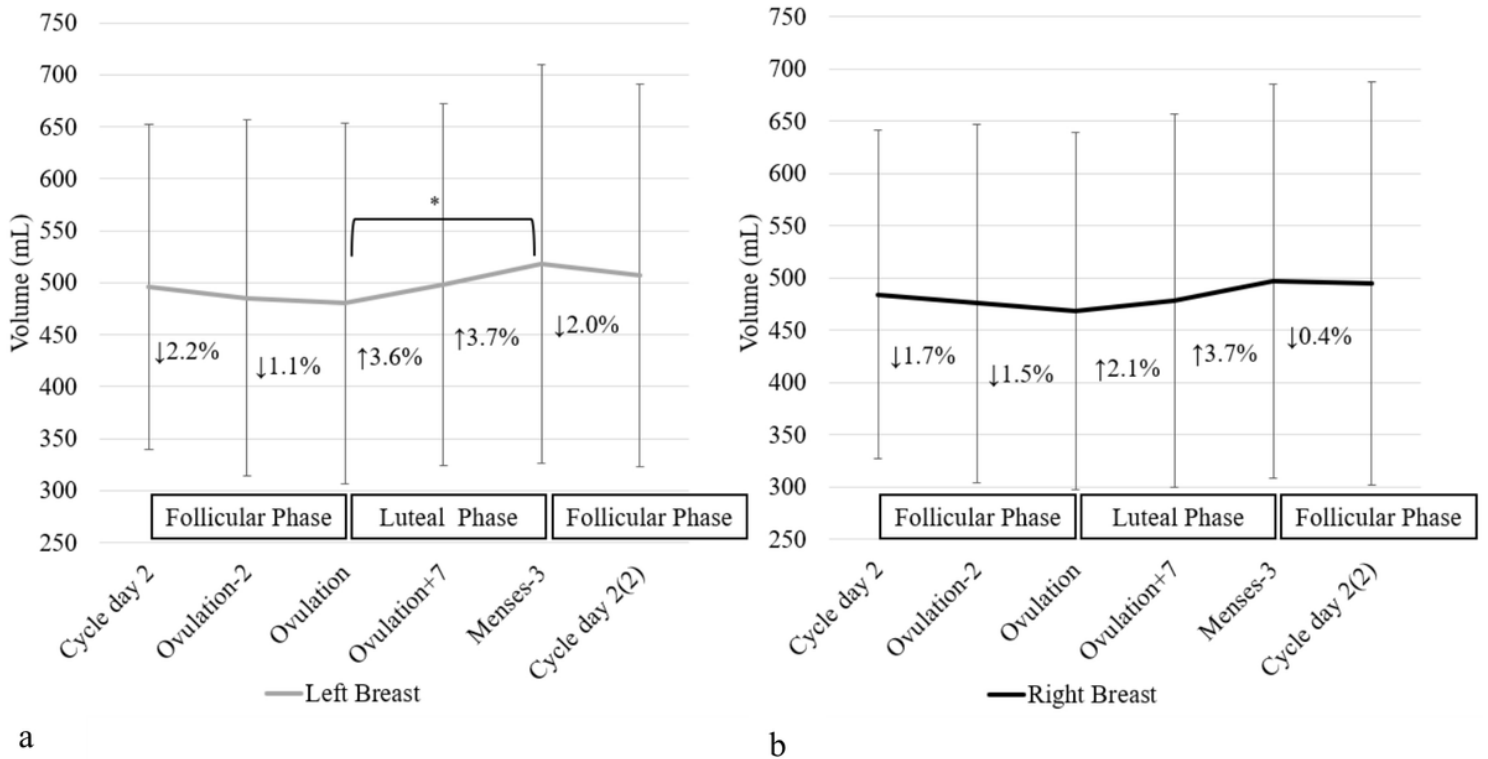 750
700
650
600
550
500
450
400
350
300
250
Volume (mL)
*
↓2.2%
↓1.1%
↑3.6%
↑3.7%
↓2.0%
Follicular Phase
Luteal Phase
Follicular Phase
Cycle day 2
Ovulation-2
Ovulation
Ovulation+7
Menses-3
Cycle day 2(2)
Left Breast
a
750
700
650
600
550
500
450
400
350
300
250
Volume (mL)
↓1.7%
↓1.5%
↑2.1%
↑3.7%
↓0.4%
Follicular Phase
Luteal Phase
Follicular Phase
Cycle day 2
Ovulation-2
Ovulation
Ovulation+7
Menses-3
Cycle day 2(2)
Right Breast
b